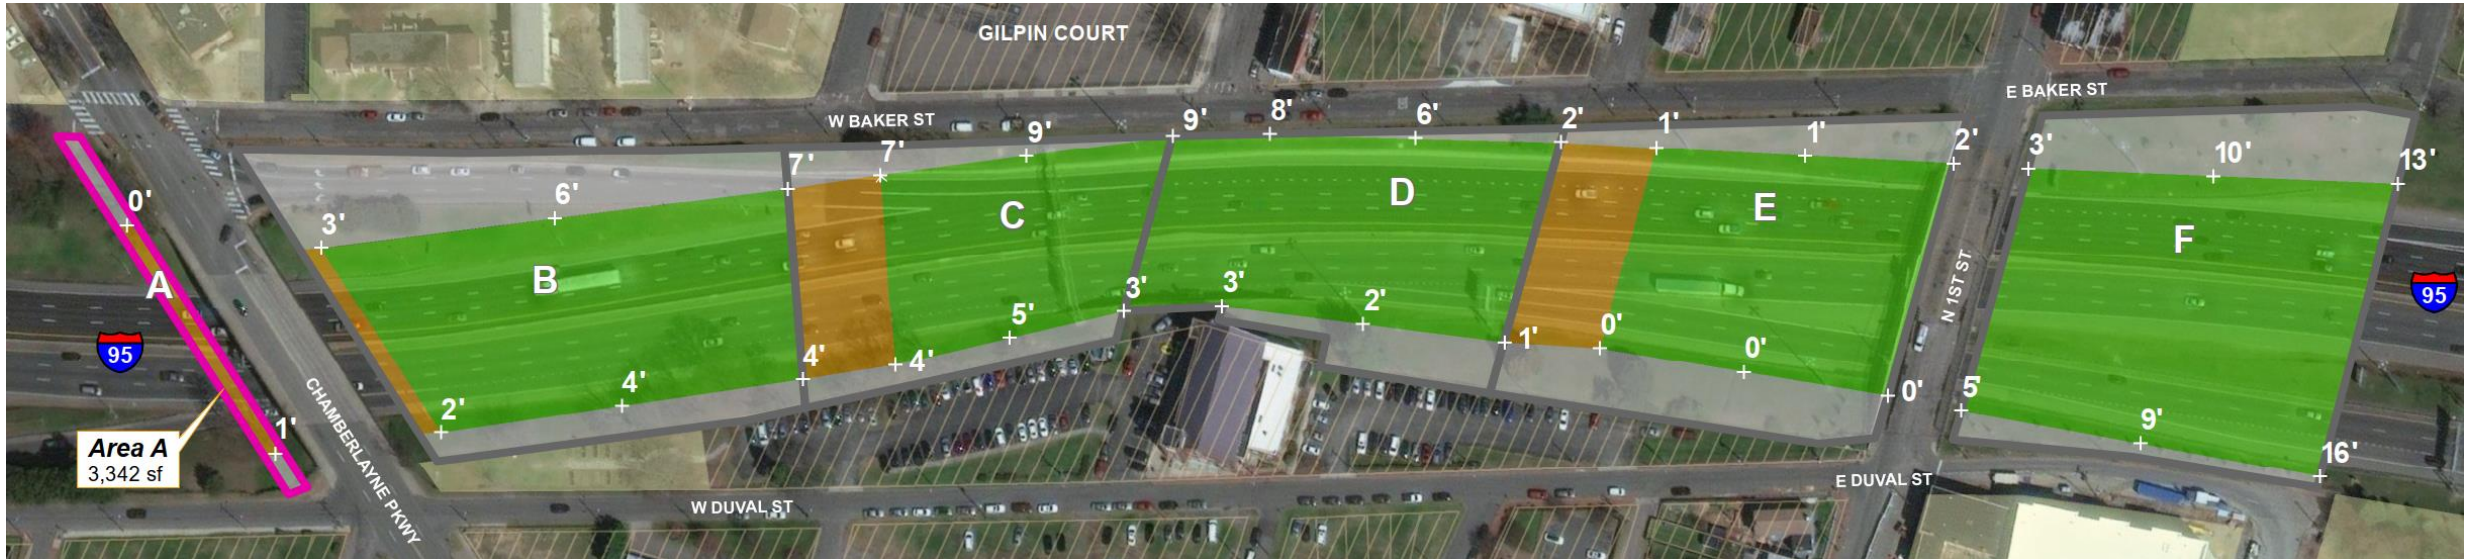 GILPIN COURT
E BAKER ST
W BAKER ST
9'
8'
6'
2'
1'
1'
2'
9'
7'
7'
6'
3'
3'
10'
13'
0'
A
B
C
D
E
F
95
95
N 1ST ST
3'
3'
2'
1'
0'
0'
0'
5'
4'
4'
4'
2'
5'
9'
16'
1'
CHAMBERLAYNE PKWY
Area A
3,342 sf
W DUVAL ST
E DUVAL ST